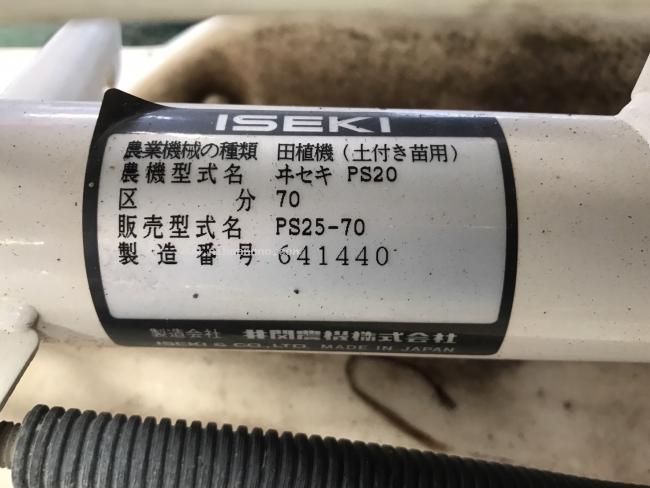 ISEKI
農業機械の種類 田植機(土付き苗用)
農機型式名 ヰセキ PS20
区分 70
販売型式名 PS25-70
製造番号 641440
製造会社 井関農機株式会社
ISEKI & CO.,LTD. MADE IN JAPAN